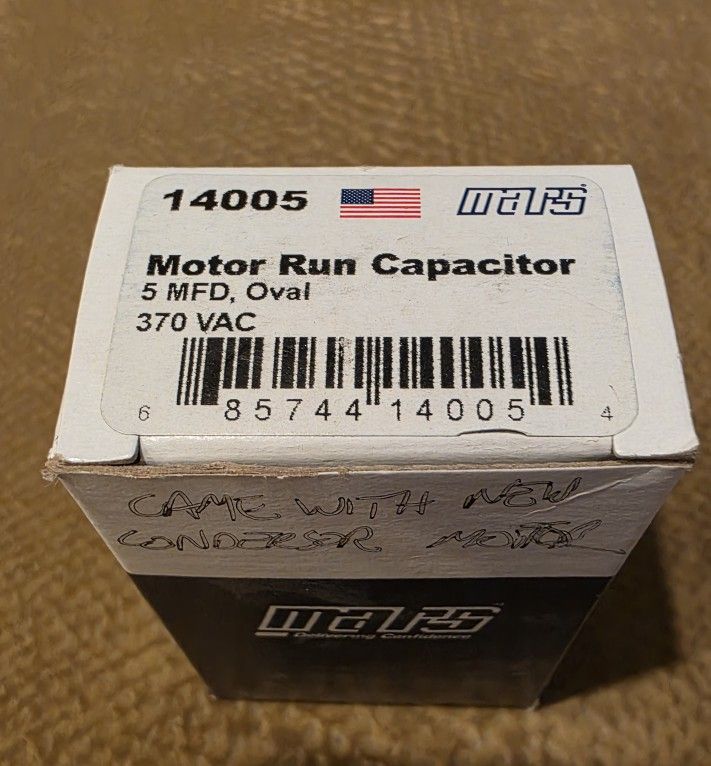 14005 mars
Motor Run Capacitor
5 MFD, Oval
370 VAC
6 85744 14005 4
CAME WITH NEW
CONDENSOR MOTOR
mars
Delivering Confidence